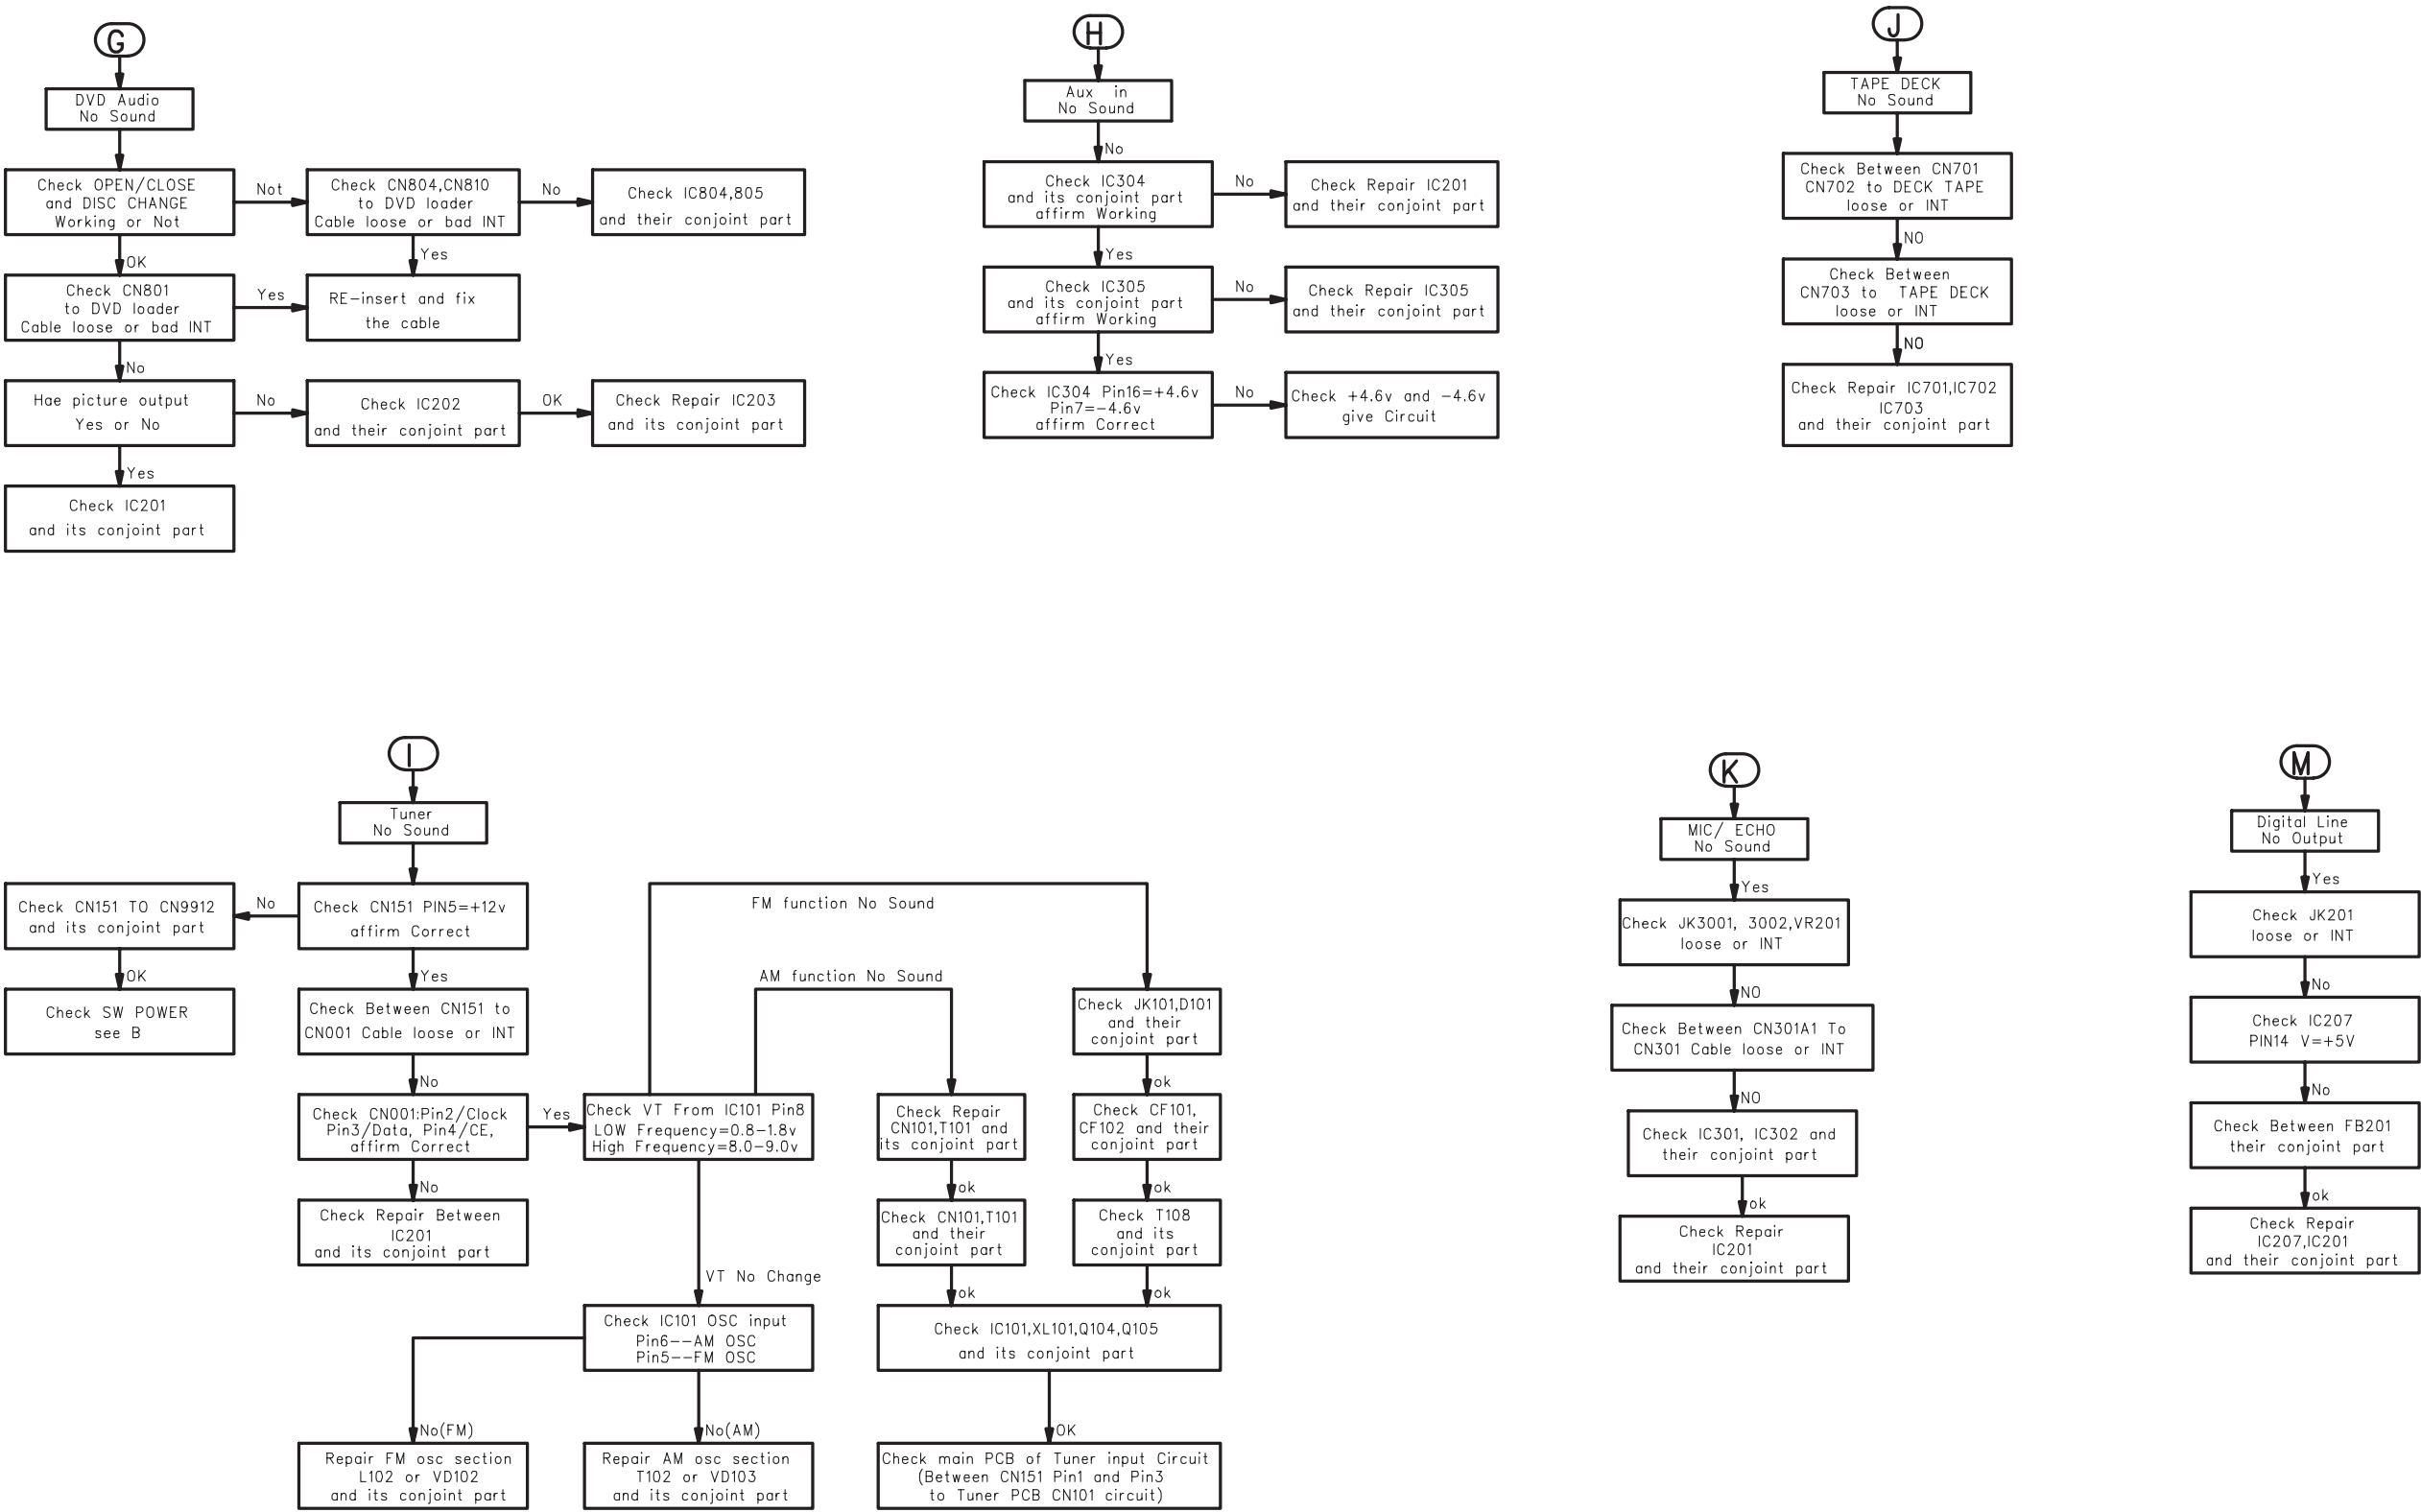 G
DVD Audio
No Sound
Check OPEN/CLOSE
and DISC CHANGE
Working or Not
Not
Check CN804,CN810
to DVD loader
Cable loose or bad INT
No
Check IC804,805
and their conjoint part
OK
Yes
Check CN801
to DVD loader
Cable loose or bad INT
Yes
RE-insert and fix
the cable
No
Hae picture output
Yes or No
No
Check IC202
and their conjoint part
OK
Check Repair IC203
and its conjoint part
Yes
Check IC201
and its conjoint part
H
Aux in
No Sound
No
Check IC304
and its conjoint part
affirm Working
No
Check Repair IC201
and their conjoint part
Yes
Check IC305
and its conjoint part
affirm Working
No
Check Repair IC305
and their conjoint part
Yes
Check IC304 Pin16=+4.6v
Pin7=-4.6v
affirm Correct
No
Check +4.6v and -4.6v
give Circuit
J
TAPE DECK
No Sound
Check Between CN701
CN702 to DECK TAPE
loose or INT
NO
Check Between
CN703 to TAPE DECK
loose or INT
NO
Check Repair IC701,IC702
IC703
and their conjoint part
I
Tuner
No Sound
Check CN151 PIN5=+12v
affirm Correct
No
Check CN151 TO CN9912
and its conjoint part
OK
Check SW POWER
see B
Yes
Check Between CN151 to
CN001 Cable loose or INT
No
Check CN001:Pin2/Clock
Pin3/Data, Pin4/CE,
affirm Correct
Yes
No
Check Repair Between
IC201
and its conjoint part
Check VT From IC101 Pin8
LOW Frequency=0.8-1.8v
High Frequency=8.0-9.0v
FM function No Sound
AM function No Sound
VT No Change
Check IC101 OSC input
Pin6--AM OSC
Pin5--FM OSC
No(FM)
Repair FM osc section
L102 or VD102
and its conjoint part
No(AM)
Repair AM osc section
T102 or VD103
and its conjoint part
Check Repair
CN101,T101 and
its conjoint part
ok
Check CN101,T101
and their
conjoint part
ok
Check JK101,D101
and their
conjoint part
ok
Check CF101,
CF102 and their
conjoint part
ok
Check T108
and its
conjoint part
ok
Check IC101,XL101,Q104,Q105
and its conjoint part
OK
Check main PCB of Tuner input Circuit
(Between CN151 Pin1 and Pin3
to Tuner PCB CN101 circuit)
K
MIC/ ECHO
No Sound
Yes
Check JK3001, 3002,VR201
loose or INT
NO
Check Between CN301A1 To
CN301 Cable loose or INT
NO
Check IC301, IC302 and
their conjoint part
ok
Check Repair
IC201
and their conjoint part
M
Digital Line
No Output
Yes
Check JK201
loose or INT
No
Check IC207
PIN14 V=+5V
No
Check Between FB201
their conjoint part
ok
Check Repair
IC207,IC201
and their conjoint part